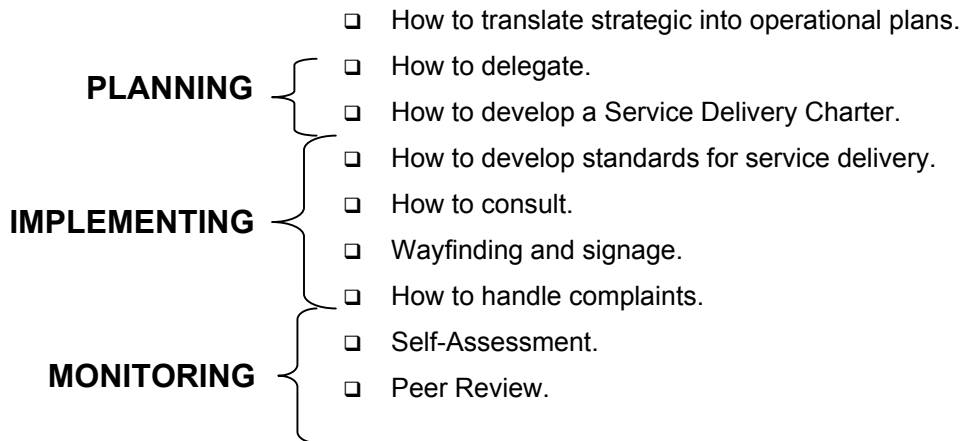 ❑ How to translate strategic into operational plans.
PLANNING
❑ How to delegate.
❑ How to develop a Service Delivery Charter.
❑ How to develop standards for service delivery.
IMPLEMENTING
❑ How to consult.
❑ Wayfinding and signage.
❑ How to handle complaints.
MONITORING
❑ Self-Assessment.
❑ Peer Review.